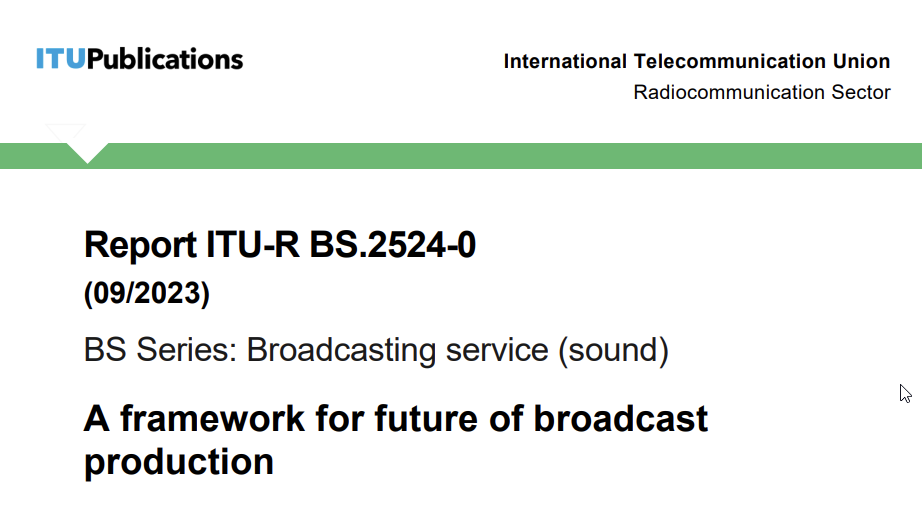 ITUPublications
International Telecommunication Union
Radiocommunication Sector
Report ITU-R BS.2524-0
(09/2023)
BS Series: Broadcasting service (sound)
A framework for future of broadcast
production